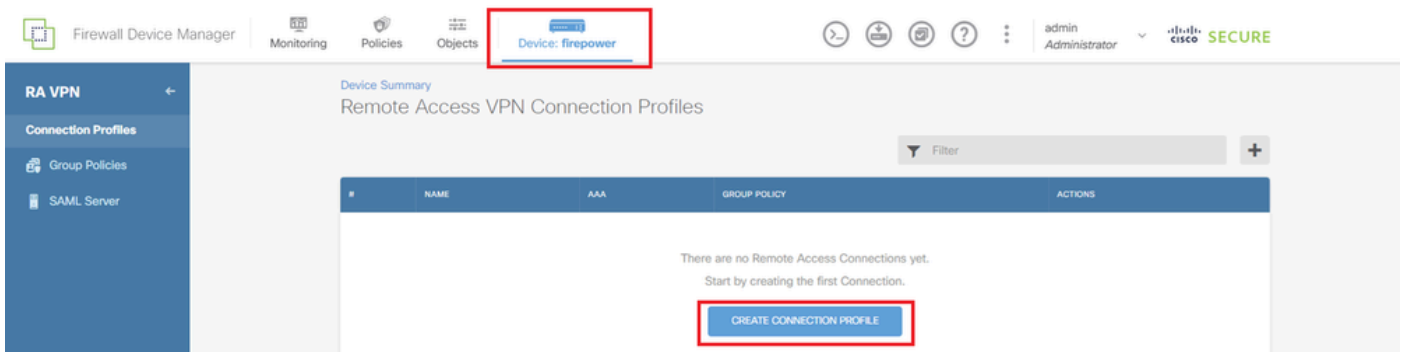 Firewall Device Manager
Monitoring
Policies
Objects
Device: firepower
admin
Administrator
CISCO SECURE
RA VPN
Connection Profiles
Group Policies
SAML Server
Device Summary
Remote Access VPN Connection Profiles
Filter
# NAME AAA GROUP POLICY ACTIONS
There are no Remote Access Connections yet.
Start by creating the first Connection.
CREATE CONNECTION PROFILE